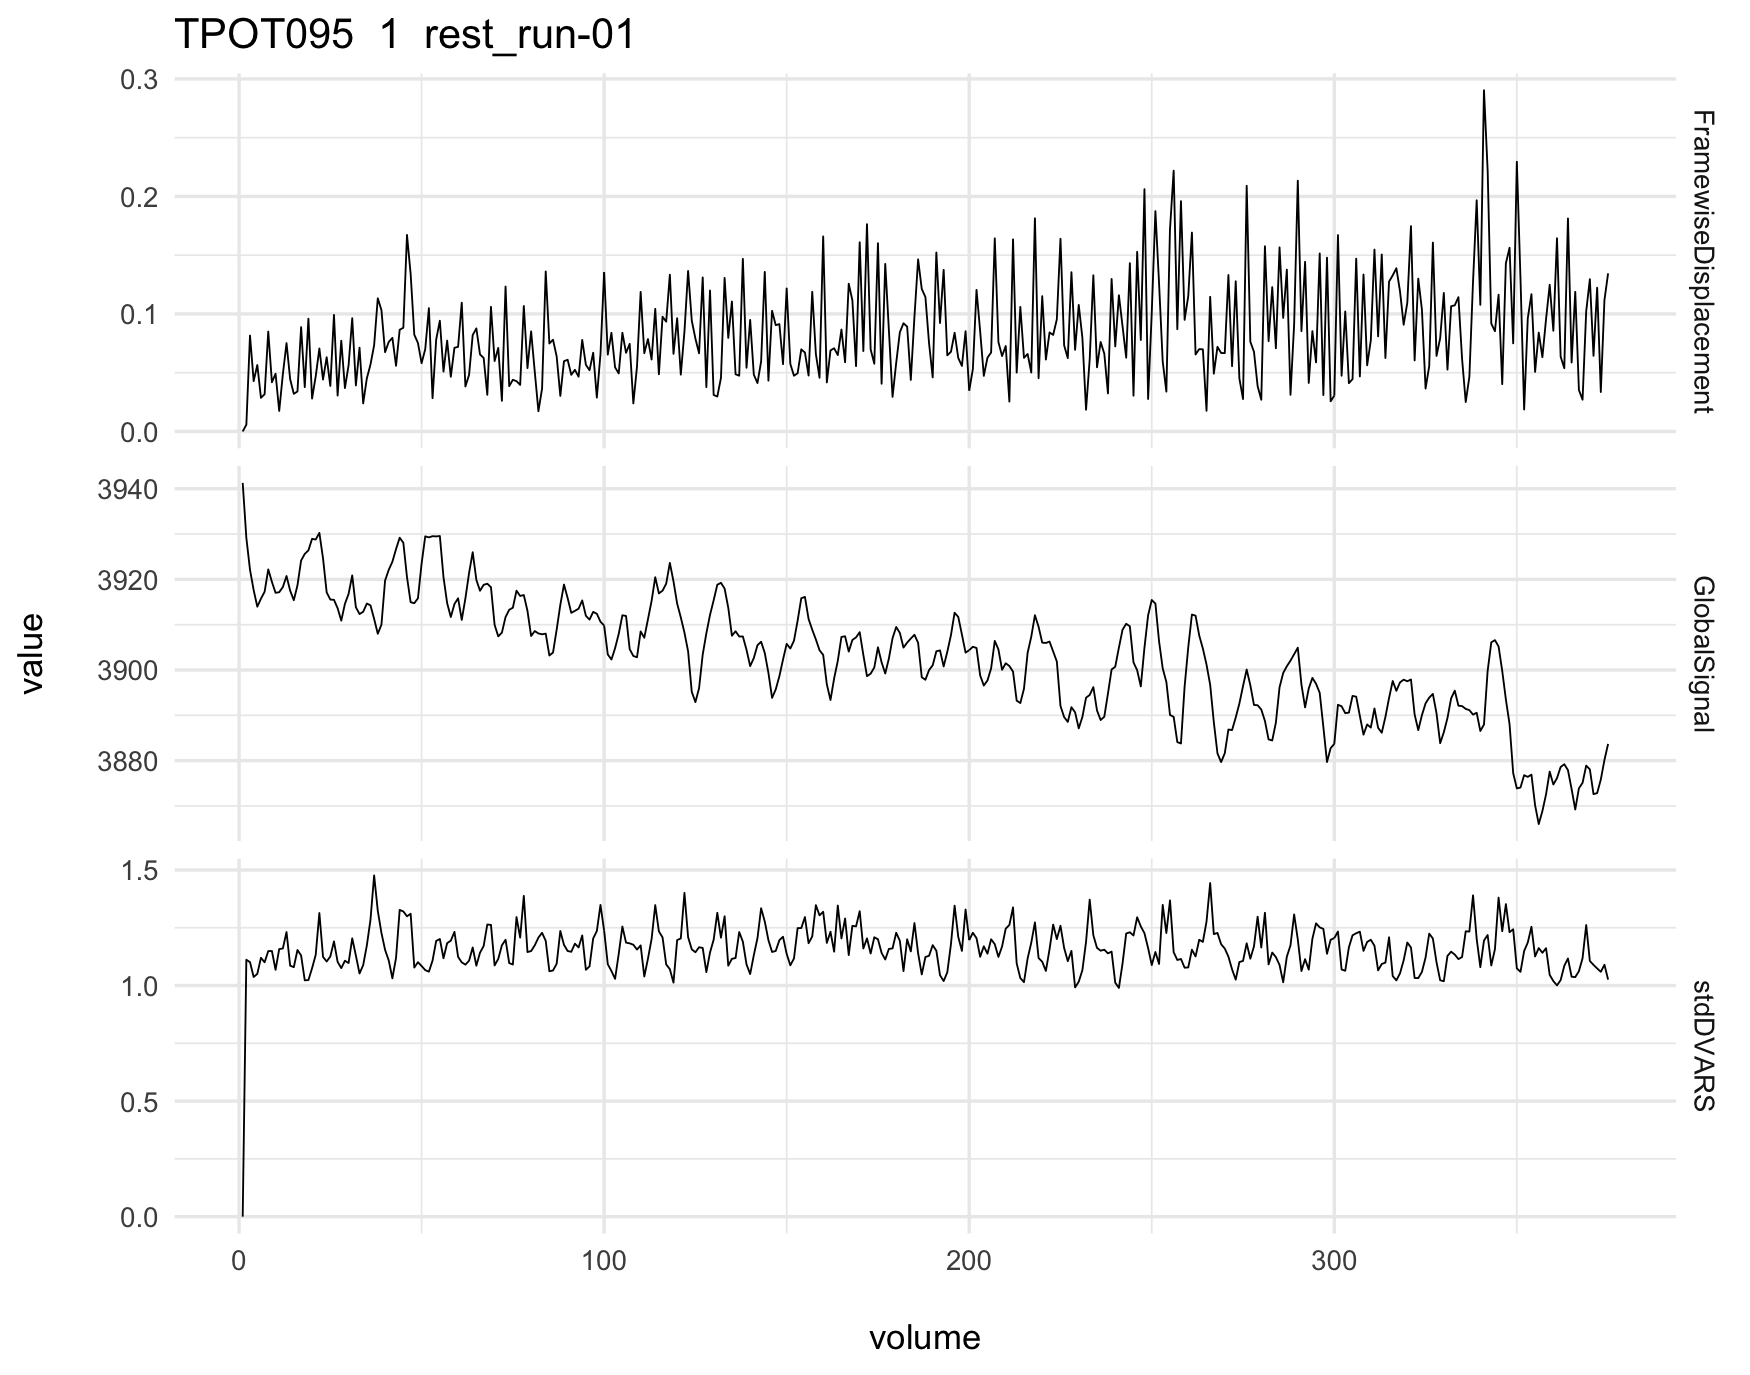 TPOT095 1 rest_run-01
0.3
0.2
0.1
0.0
FramewiseDisplacement
3940
3920
3900
3880
GlobalSignal
value
1.5
1.0
0.5
0.0
stdDVARS
0 100 200 300
volume